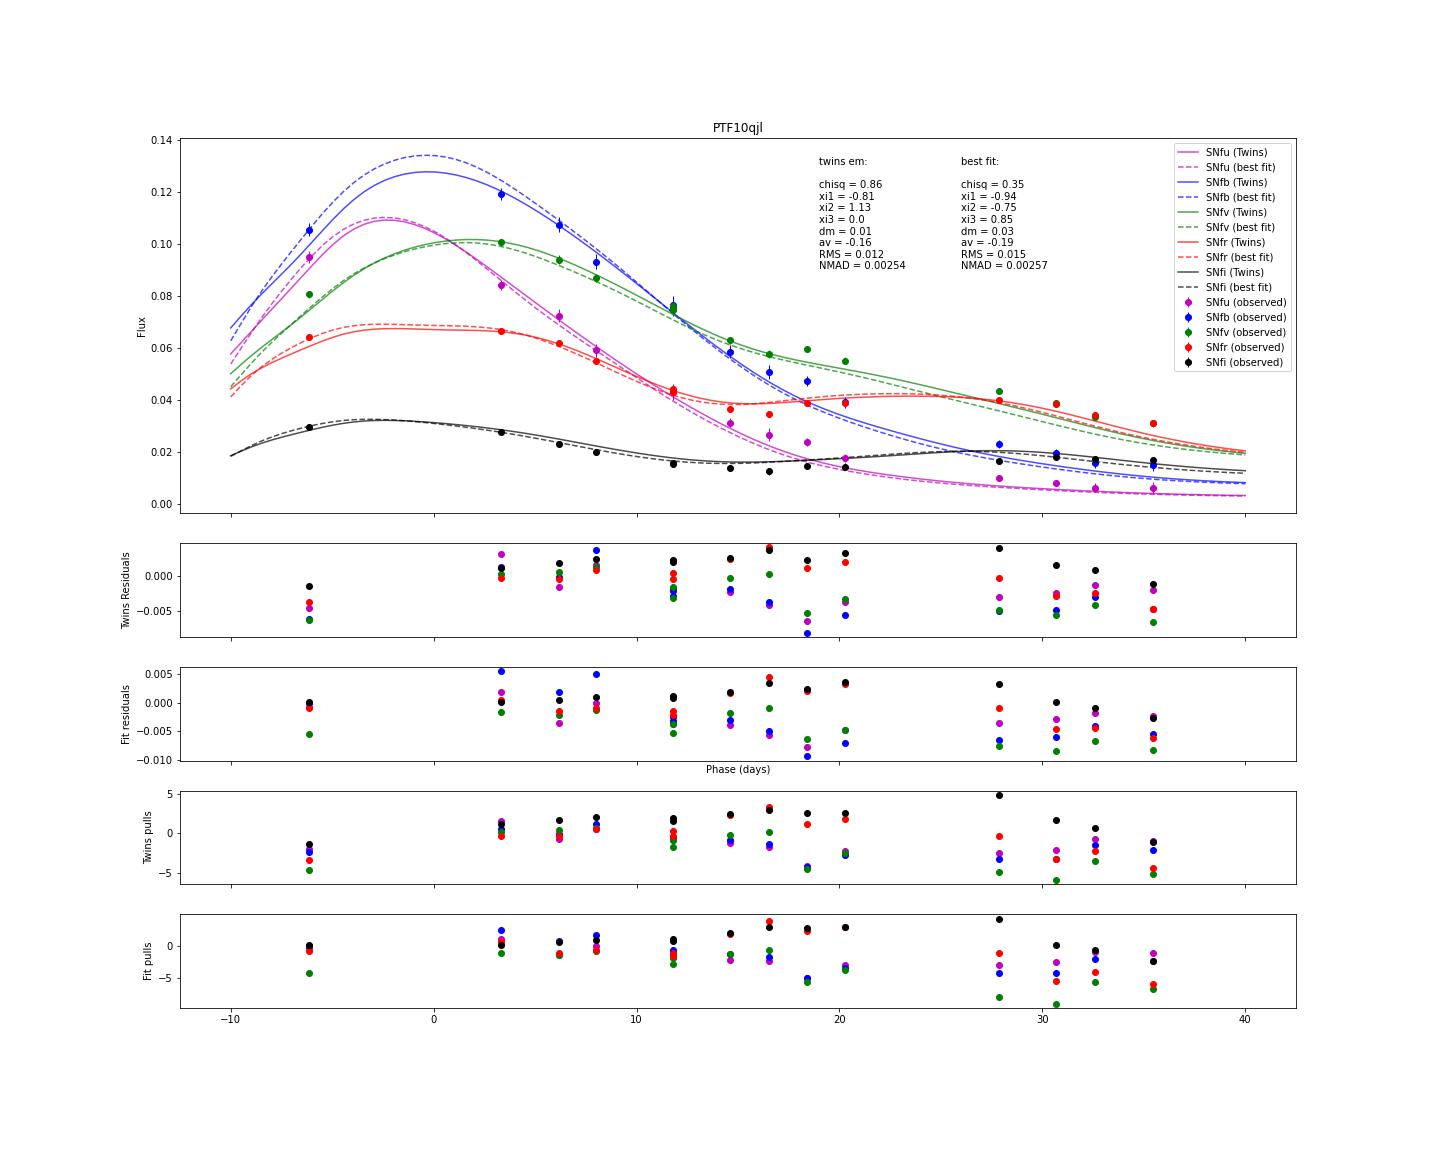 PTF10qjl
0.14
0.12
0.10
0.08
0.06
0.04
0.02
0.00
Flux
twins em:
chisq = 0.86
xi1 = -0.81
xi2 = 1.13
xi3 = 0.0
dm = 0.01
av = -0.16
RMS = 0.012
NMAD = 0.00254
best fit:
chisq = 0.35
xi1 = -0.94
xi2 = -0.75
xi3 = 0.85
dm = 0.03
av = -0.19
RMS = 0.015
NMAD = 0.00257
SNfu (Twins)
SNfu (best fit)
SNfb (Twins)
SNfb (best fit)
SNfv (Twins)
SNfv (best fit)
SNfr (Twins)
SNfr (best fit)
SNfi (Twins)
SNfi (best fit)
SNfu (observed)
SNfb (observed)
SNfv (observed)
SNfr (observed)
SNfi (observed)
0.000
−0.005
Twins Residuals
0.005
0.000
−0.005
−0.010
Fit residuals
Phase (days)
5
0
−5
Twins pulls
0
−5
Fit pulls
−10
0
10
20
30
40